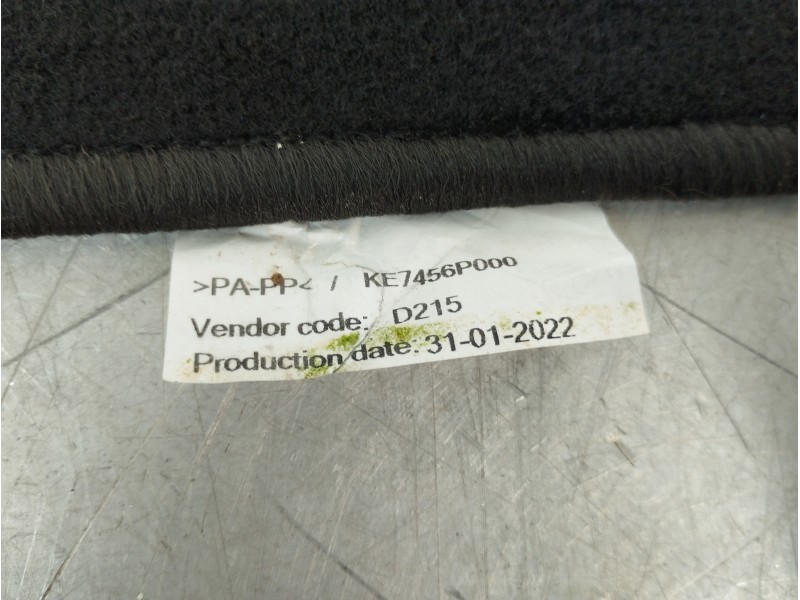 >PA-PP< / KE7456P000
Vendor code: D215
Production date: 31-01-2022